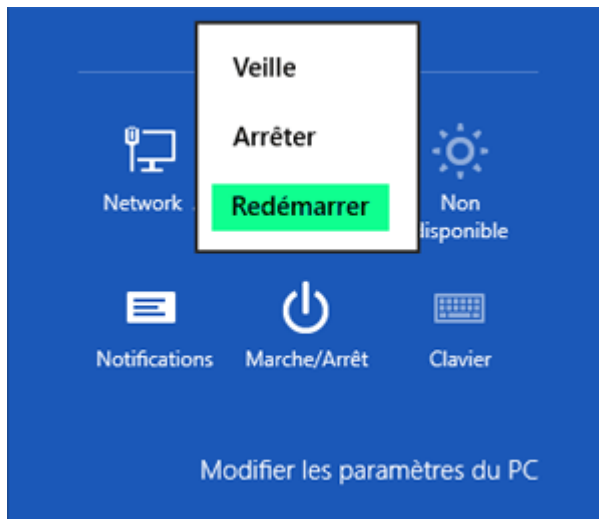 Veille
Arrêter
Redémarrer
Network
Non
disponible
Notifications
Marche/Arrêt
Clavier
Modifier les paramètres du PC